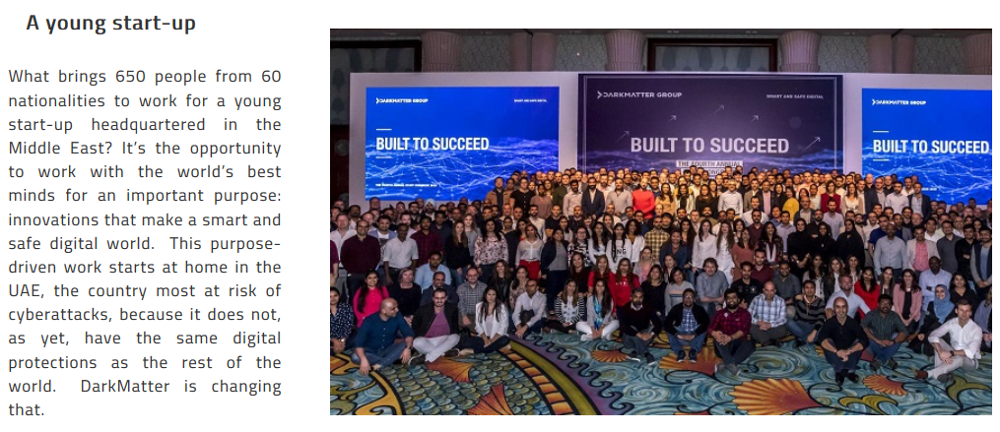 A young start-up
What brings 650 people from 60
nationalities to work for a young
start-up headquartered in the
Middle East? It's the opportunity
to work with the world's best
minds for an important purpose:
innovations that make a smart and
safe digital world. This purpose-
driven work starts at home in the
UAE, the country most at risk of
cyberattacks, because it does not,
as yet, have the same digital
protections as the rest of the
world. DarkMatter is changing
that.
DARKMATTER GROUP
SMART AND SAFE DIGITAL
BUILT TO SUCCEED
DARKMATTER GROUP
SMART AND SAFE DIGITAL
BUILT TO SUCCEED
THE FOURTH ANNUAL
DARKMATTER GROUP
BUILT TO SUCCEED